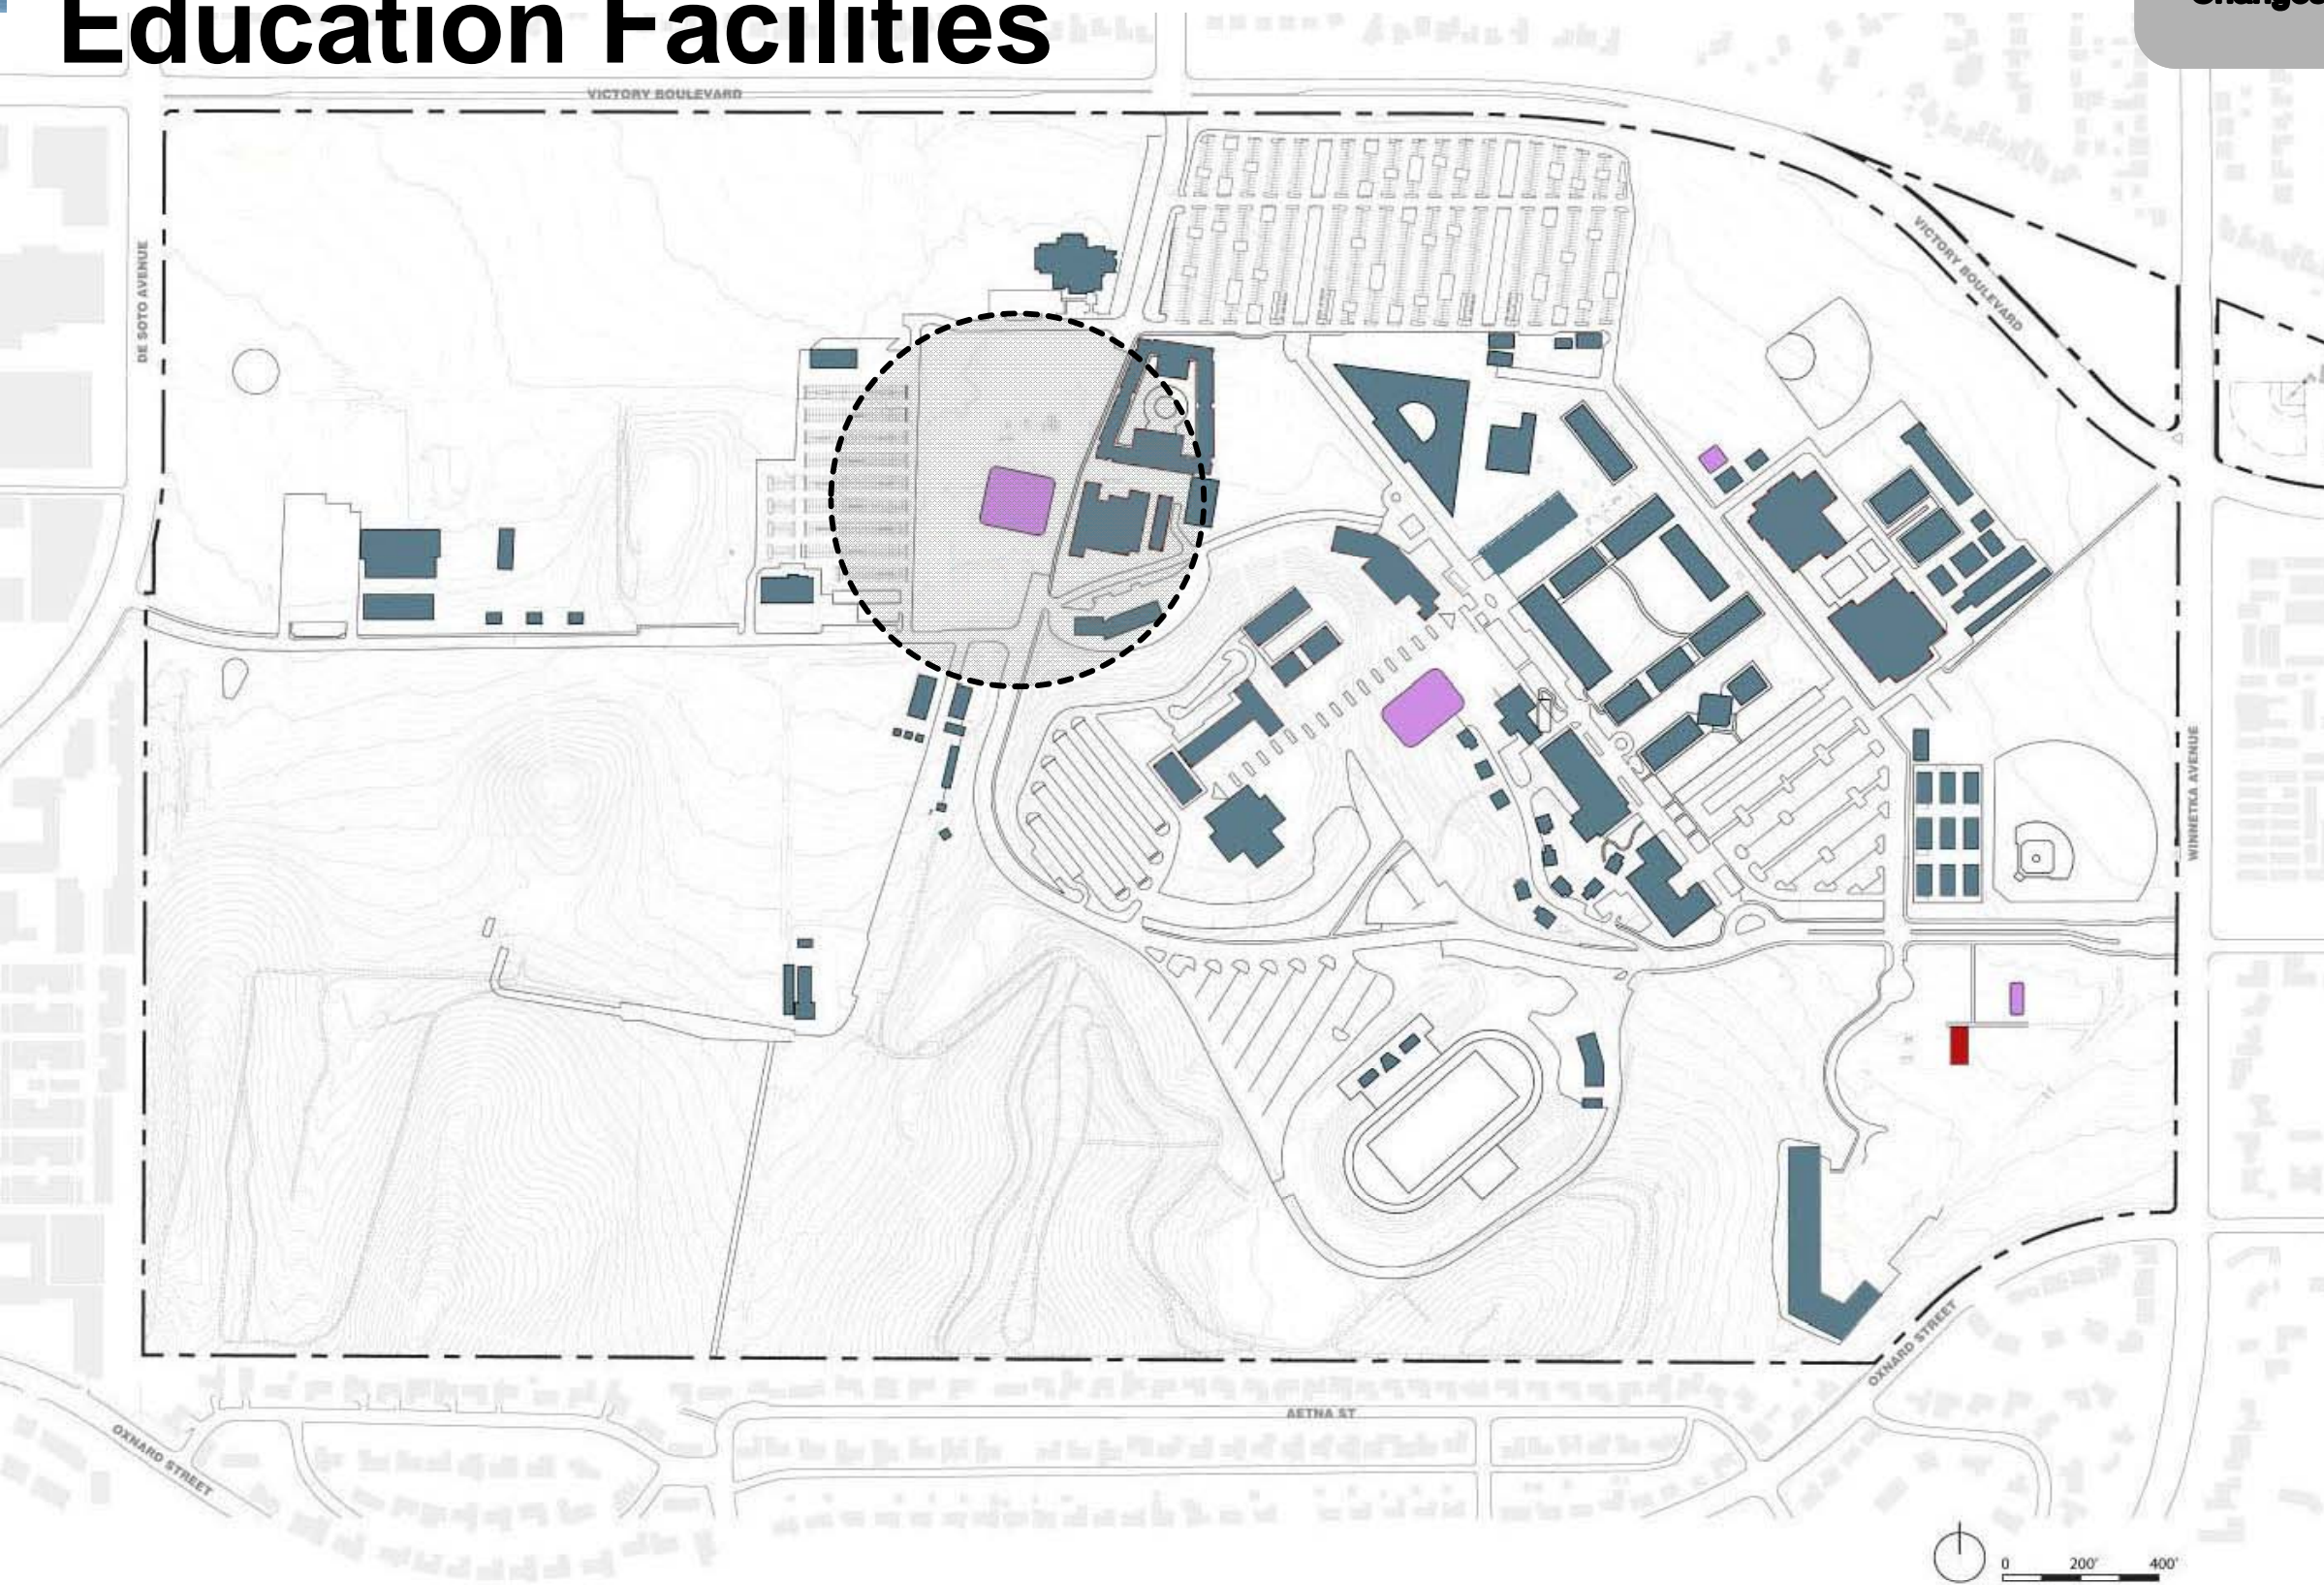 Education Facilities
Changes
VICTORY BOULEVARD
DE SOTO AVENUE
VICTORY BOULEVARD
WINNETKA AVENUE
OXNARD STREET
AETNA ST
OXNARD STREET
0 200' 400'